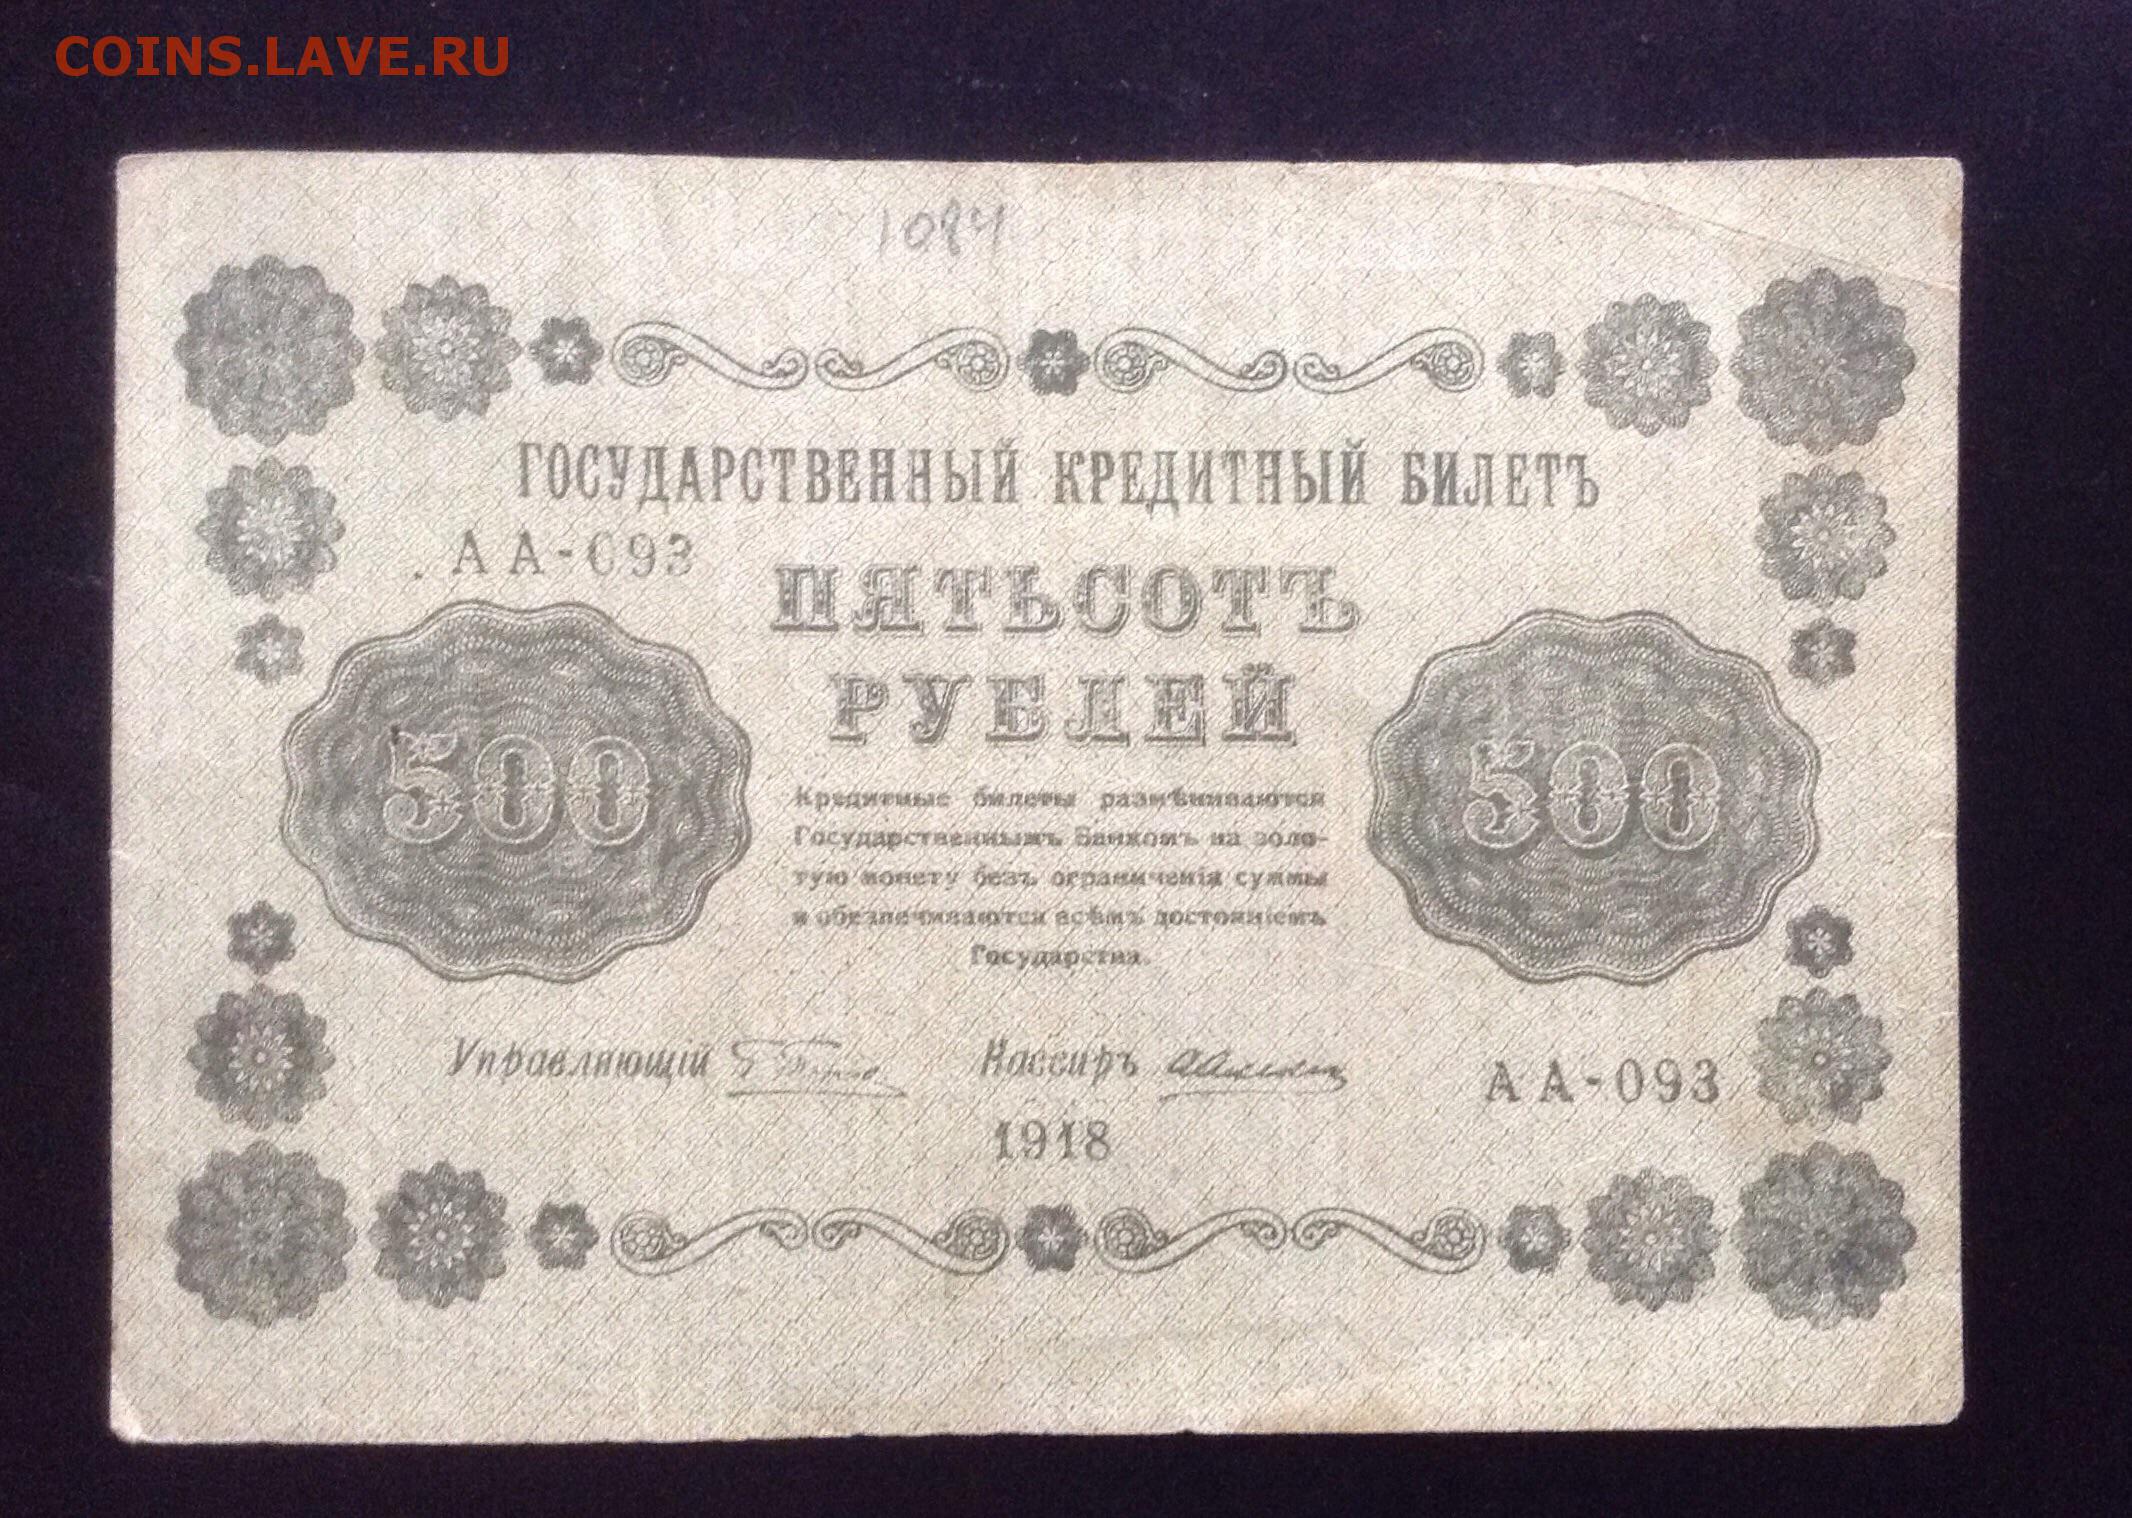 COINS.LAVE.RU
1084
ГОСУДАРСТВЕННЫЙ КРЕДИТНЫЙ БИЛЕТЪ
АА-093
ПЯТЬСОТЪ
РУБЛЕЙ
500
500
Кредитные билеты размѣниваются
Государственнымъ Банкомъ на золо-
тую монету безъ ограниченія суммы
и обезпечиваются всѣмъ достояніемъ
Государства.
Управляющій
Кассиръ
АА-093
1918